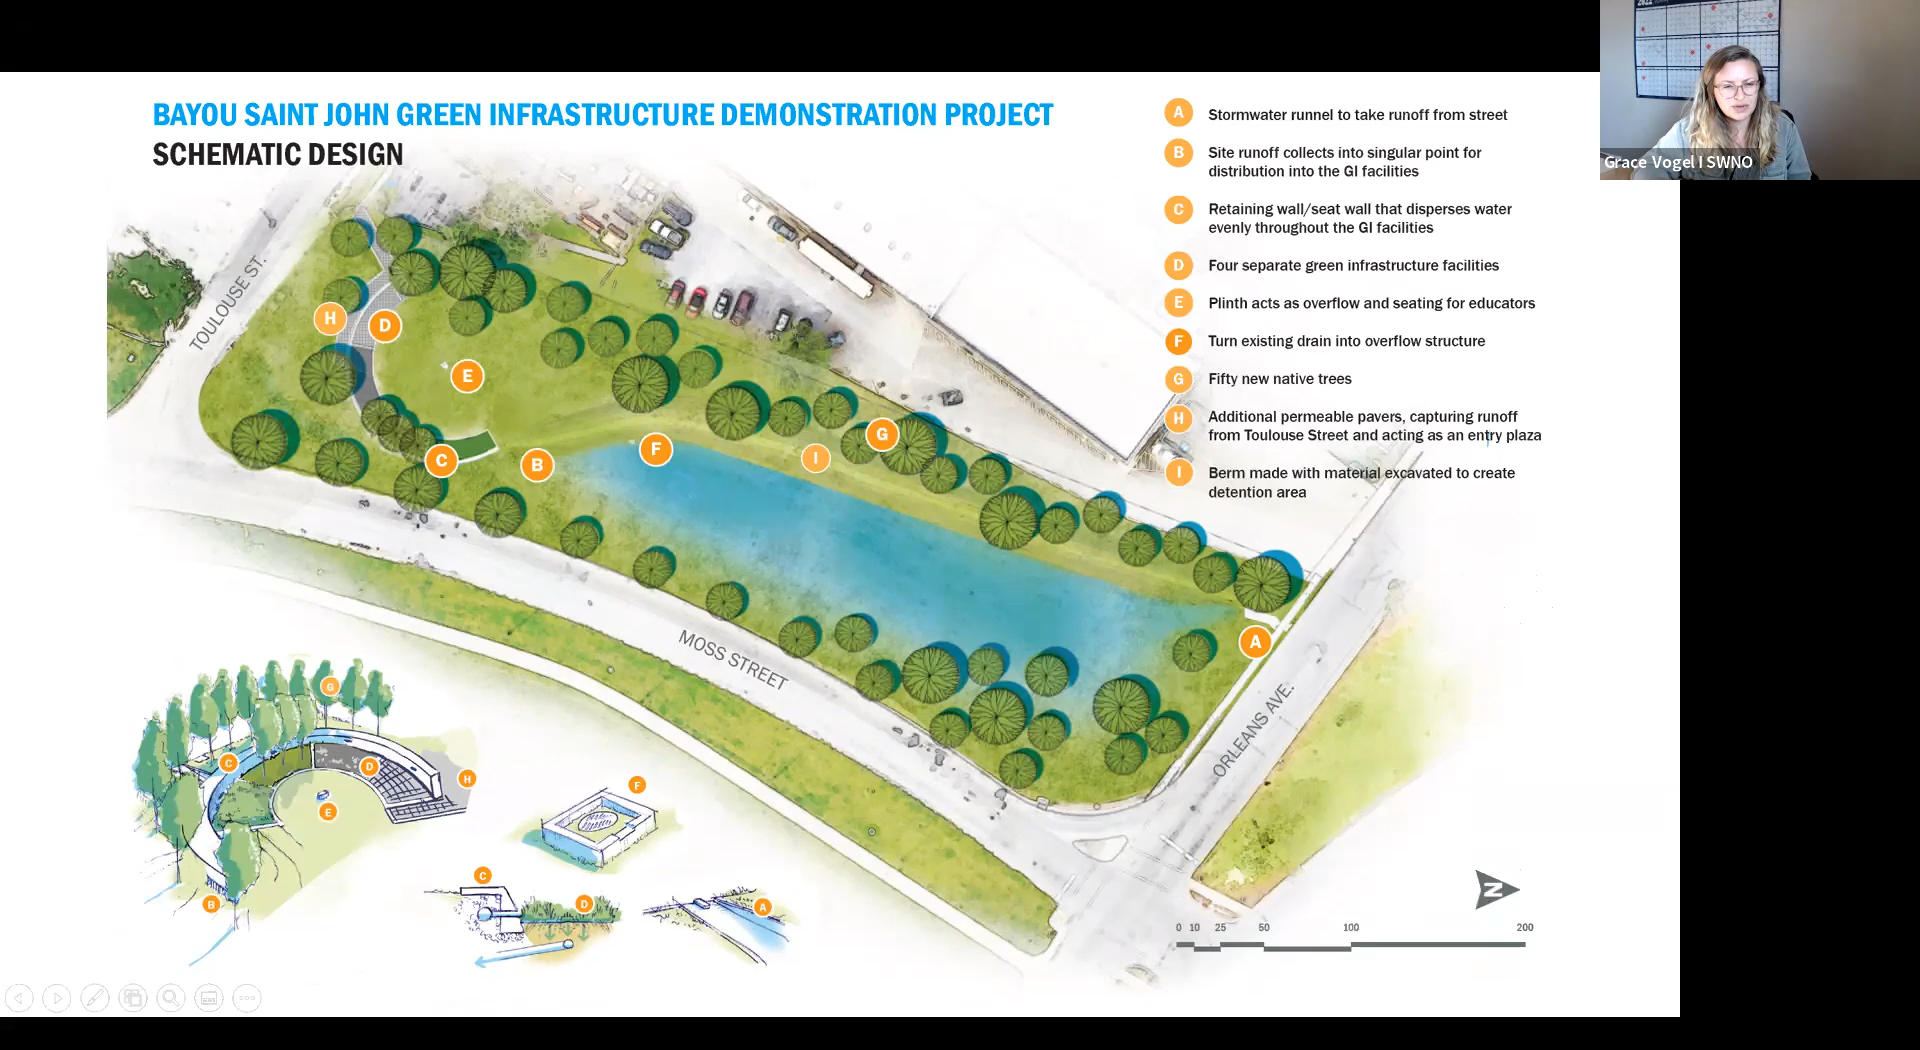 BAYOU SAINT JOHN GREEN INFRASTRUCTURE DEMONSTRATION PROJECT
SCHEMATIC DESIGN
A Stormwater runnel to take runoff from street
B Site runoff collects into singular point for
distribution into the GI facilities
C Retaining wall/seat wall that disperses water
evenly throughout the GI facilities
D Four separate green infrastructure facilities
E Plinth acts as overflow and seating for educators
F Turn existing drain into overflow structure
G Fifty new native trees
H Additional permeable pavers, capturing runoff
from Toulouse Street and acting as an entry plaza
I Berm made with material excavated to create
detention area
2022
Grace Vogel I SWNO
TOULOUSE ST.
H
D
E
C
B
F
I
G
A
MOSS STREET
ORLEANS AVE.
G
C
D
H
E
B
F
C
D
A
N
0 10 25 50 100 200